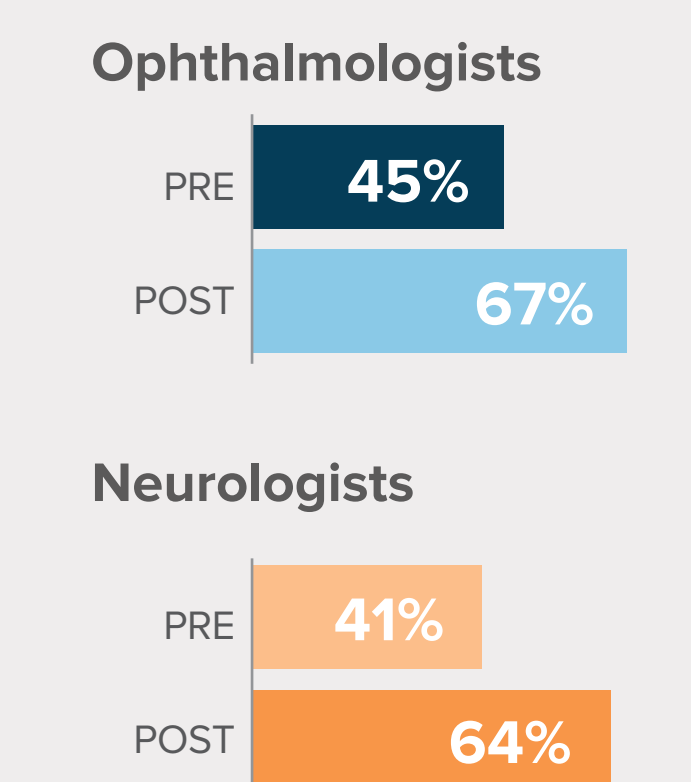 Ophthalmologists
PRE 45%
POST 67%
Neurologists
PRE 41%
POST 64%